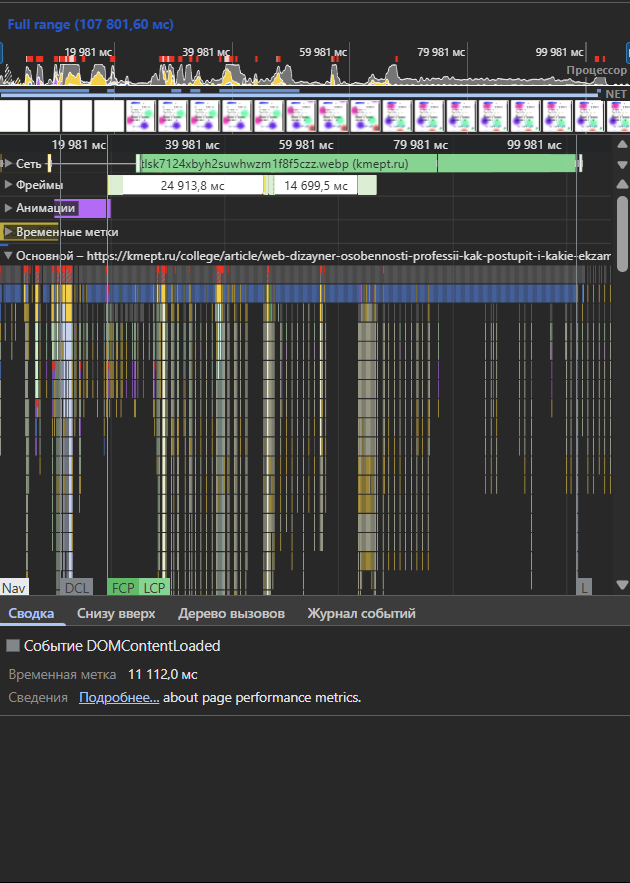 Full range (107 801,60 мс)
19 981 мс 39 981 мс 59 981 мс 79 981 мс 99 981 мс
Процессор
NET
19 981 мс 39 981 мс 59 981 мс 79 981 мс 99 981 мс
Сеть tlsk7124xbyh2suwhwzm1f8f5czz.webp (kmept.ru)
Фреймы 24 913,8 мс 14 699,5 мс
Анимации
Временные метки
Основной – https://kmept.ru/college/article/web-dizayner-osobennosti-professii-kak-postupit-i-kakie-ekzam
Nav DCL FCP LCP L
Сводка Снизу вверх Дерево вызовов Журнал событий
Событие DOMContentLoaded
Временная метка 11 112,0 мс
Сведения Подробнее... about page performance metrics.